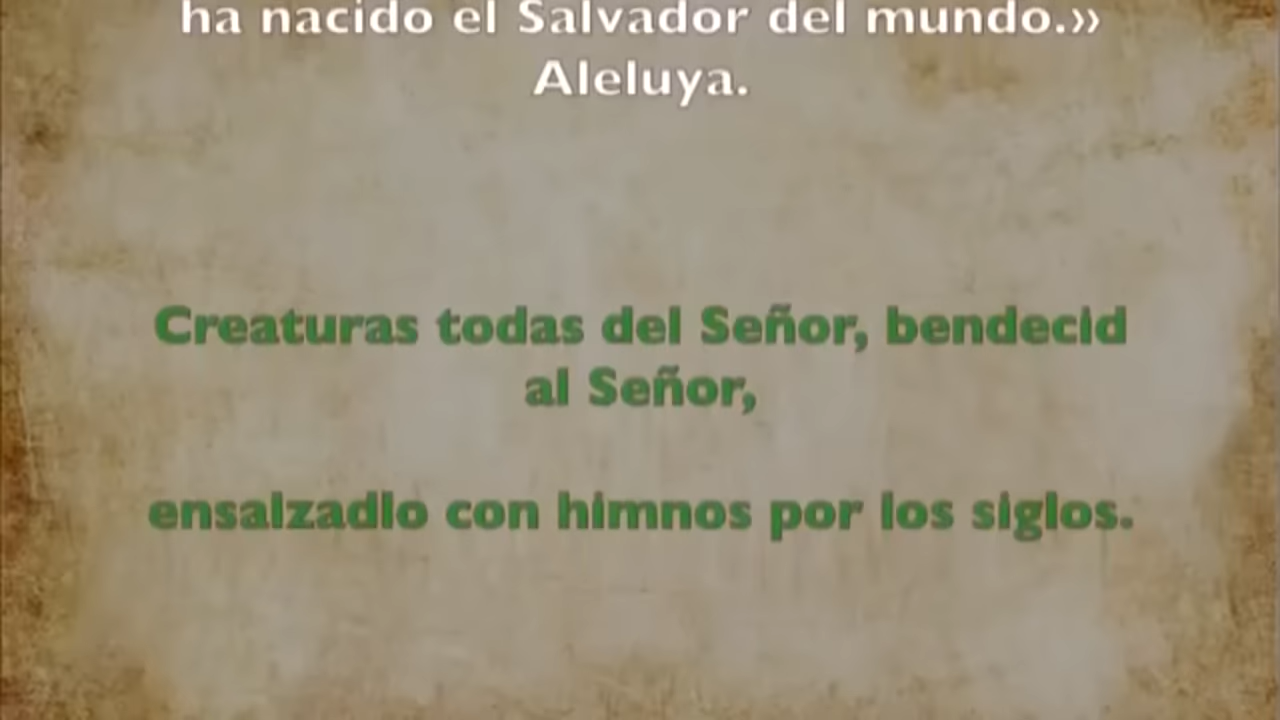 ha nacido el Salvador del mundo.»
Aleluya.
Creaturas todas del Señor, bendecid
al Señor,
ensalzadlo con himnos por los siglos.